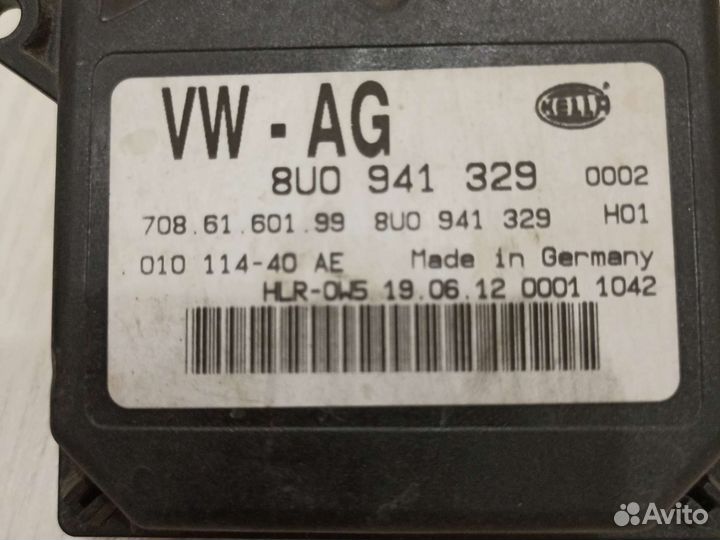 VW - AG
HELLA ®
8U0 941 329 0002
708.61.601.99 8U0 941 329 H01
010 114-40 AE Made in Germany
HLR-0W5 19.06.12 0001 1042
Avito